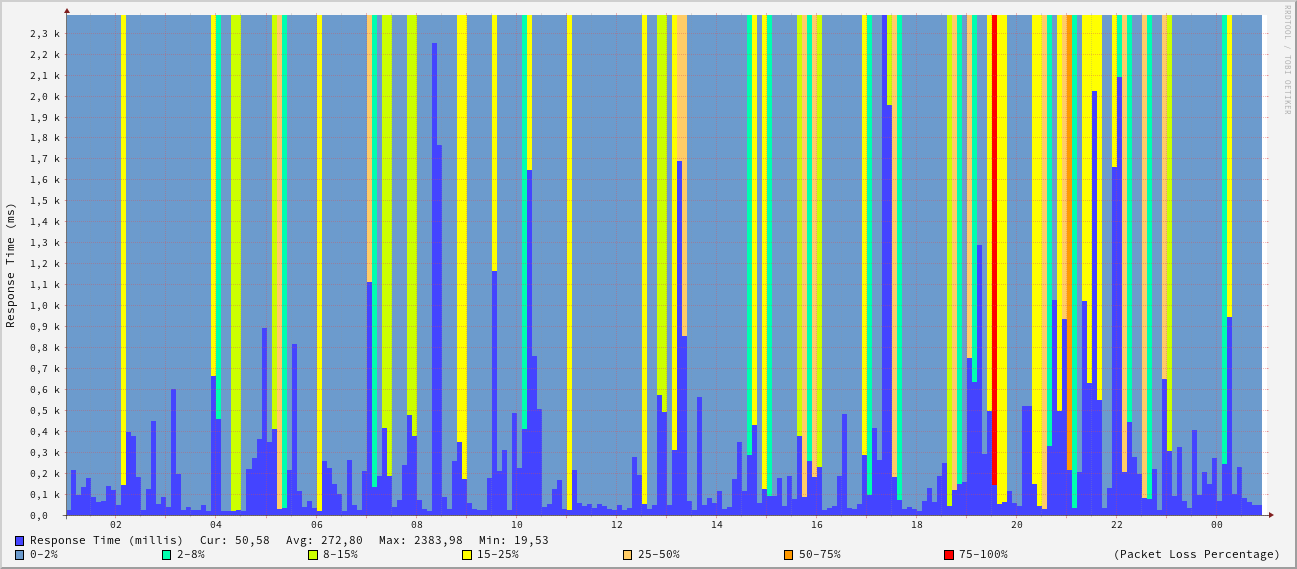 RRDTOOL / TOBI OETIKER
Response Time (ms)
2,3 k
2,2 k
2,1 k
2,0 k
1,9 k
1,8 k
1,7 k
1,6 k
1,5 k
1,4 k
1,3 k
1,2 k
1,1 k
1,0 k
0,9 k
0,8 k
0,7 k
0,6 k
0,5 k
0,4 k
0,3 k
0,2 k
0,1 k
0,0
02 04 06 08 10 12 14 16 18 20 22 00
Response Time (millis) Cur: 50,58 Avg: 272,80 Max: 2383,98 Min: 19,53
0-2% 2-8% 8-15% 15-25% 25-50% 50-75% 75-100% (Packet Loss Percentage)